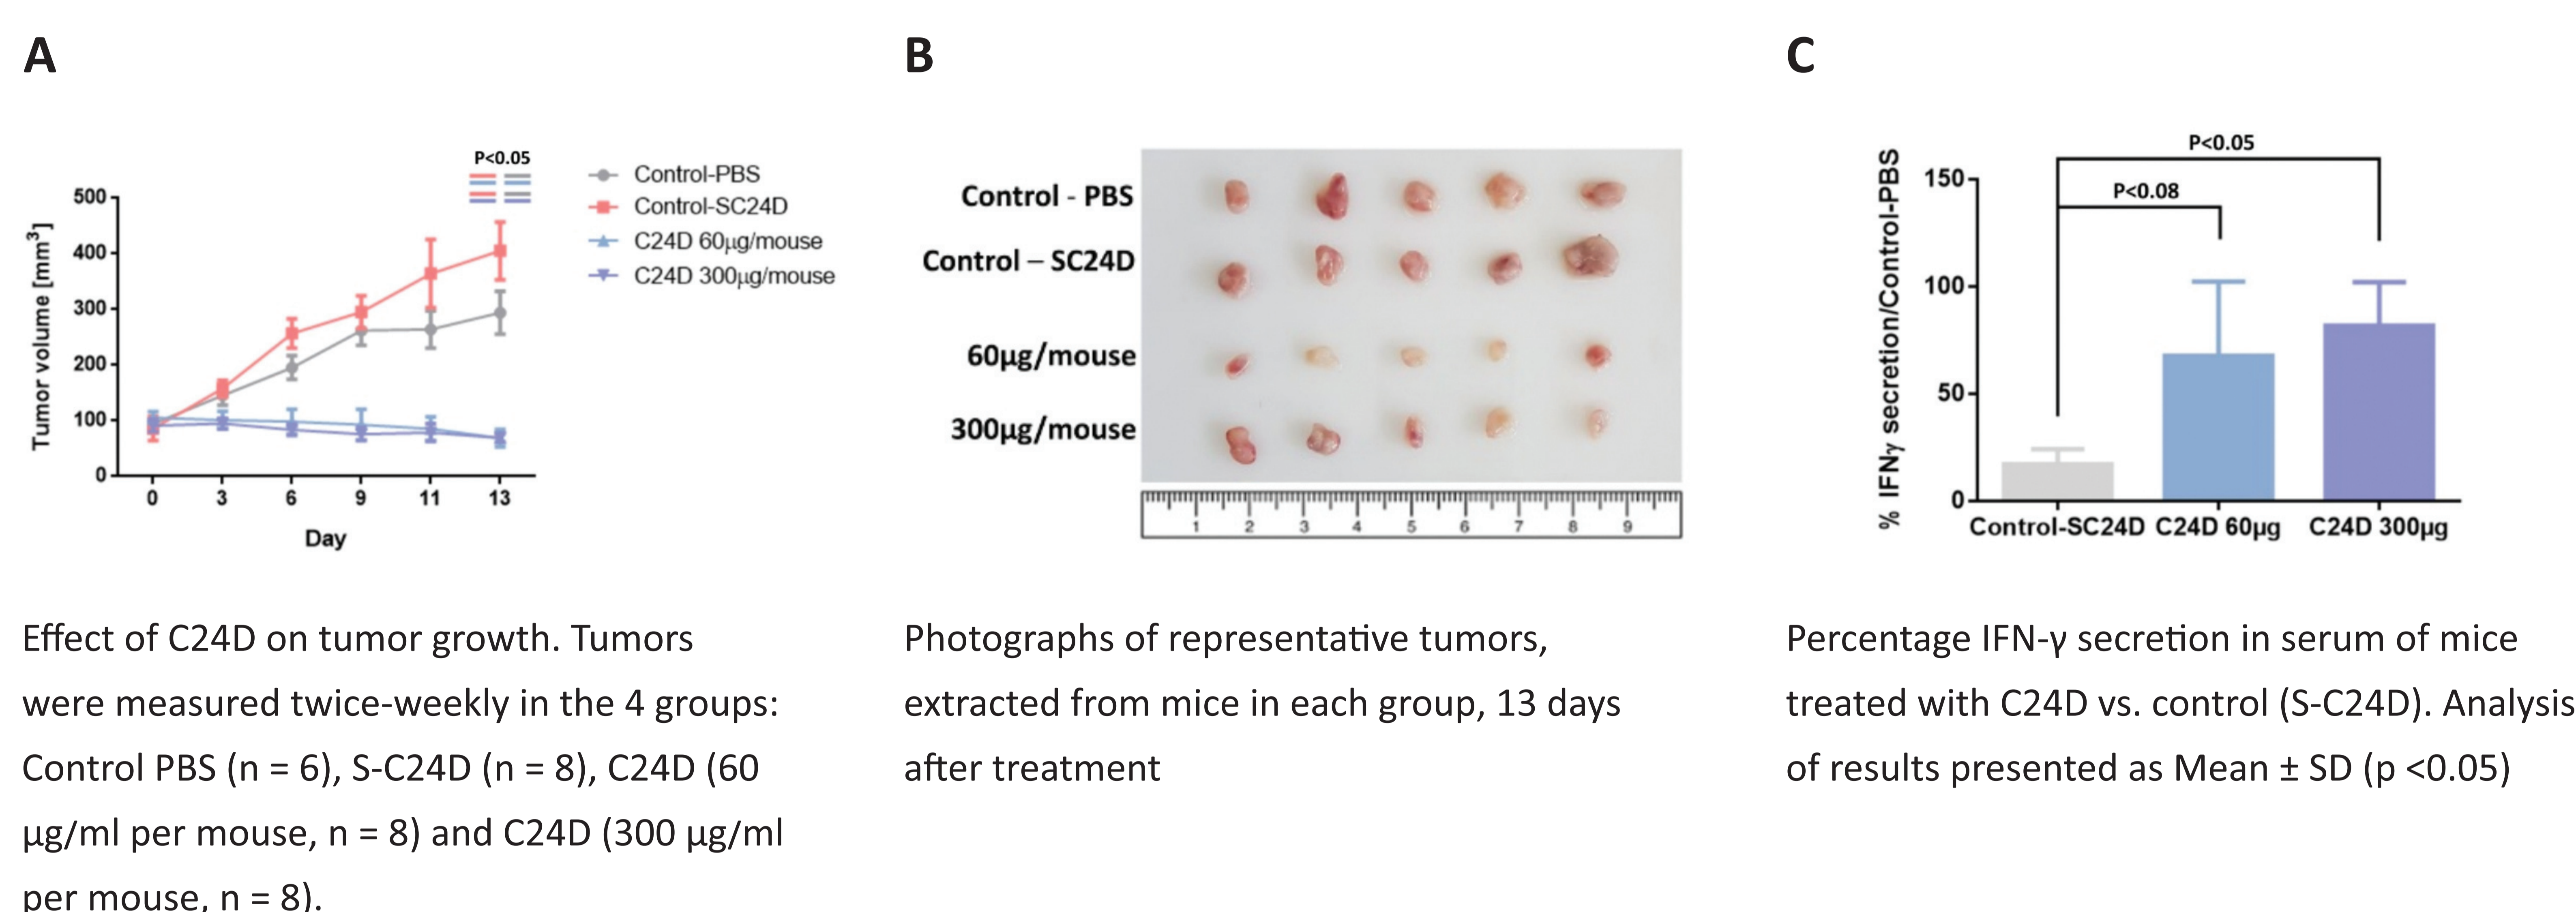 A
P<0.05
Control-PBS
Control-SC24D
C24D 60µg/mouse
C24D 300µg/mouse
Tumor volume [mm³]
500
400
300
200
100
0
0 3 6 9 11 13
Day
Effect of C24D on tumor growth. Tumors
were measured twice-weekly in the 4 groups:
Control PBS (n = 6), S-C24D (n = 8), C24D (60
µg/ml per mouse, n = 8) and C24D (300 µg/ml
per mouse, n = 8).
B
Control - PBS
Control – SC24D
60µg/mouse
300µg/mouse
1 2 3 4 5 6 7 8 9
Photographs of representative tumors,
extracted from mice in each group, 13 days
after treatment
C
P<0.05
P<0.08
% IFNγ secretion/Control-PBS
150
100
50
0
Control-SC24D C24D 60µg C24D 300µg
Percentage IFN-γ secretion in serum of mice
treated with C24D vs. control (S-C24D). Analysis
of results presented as Mean ± SD (p <0.05)